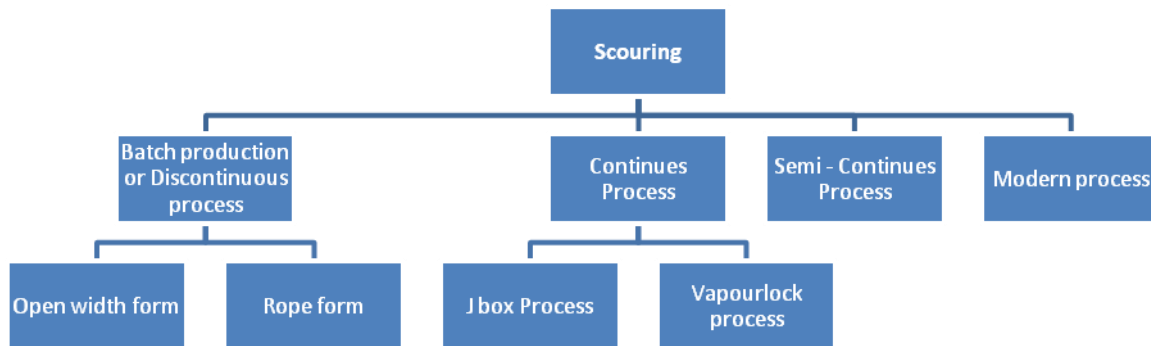 Scouring
Batch production
or Discontinuous
process
Continues
Process
Semi - Continues
Process
Modern process
Open width form
Rope form
J box Process
Vapourlock
process